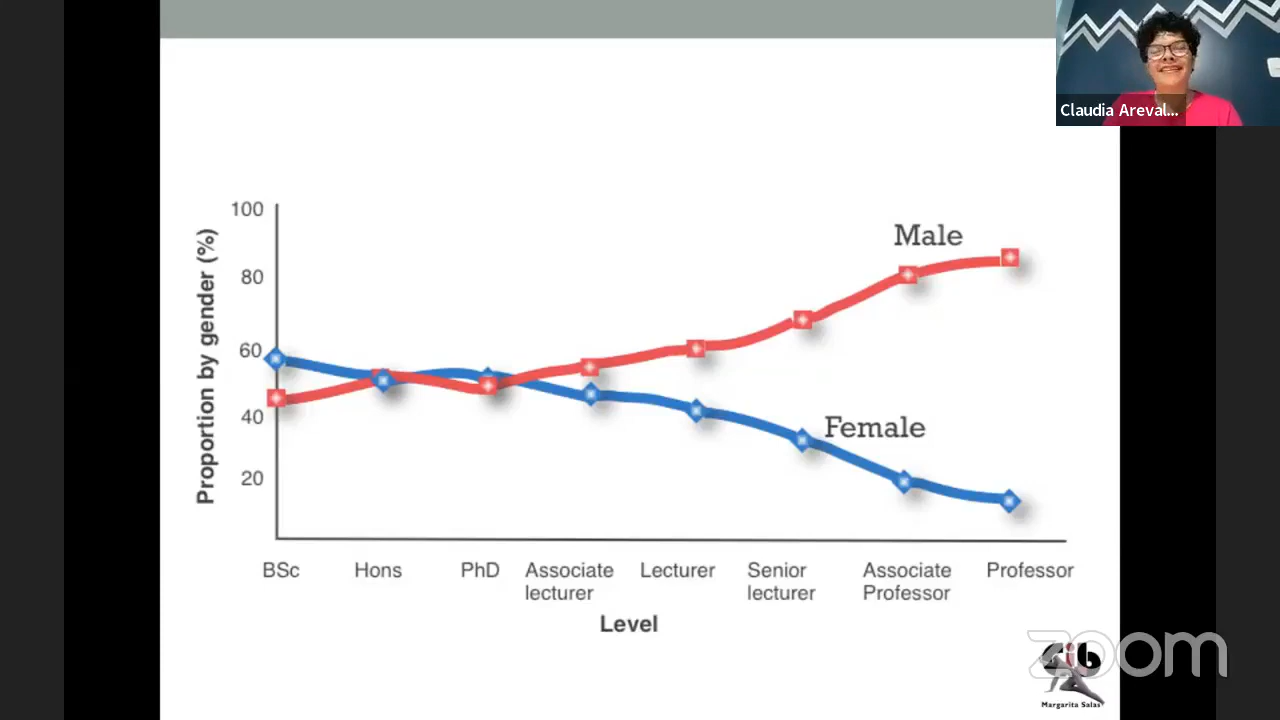 Claudia Areval...
Proportion by gender (%)
100
80
60
40
20
Male
Female
BSc
Hons
PhD
Associate
lecturer
Lecturer
Senior
lecturer
Associate
Professor
Professor
Level
zoom
Margarita Salas